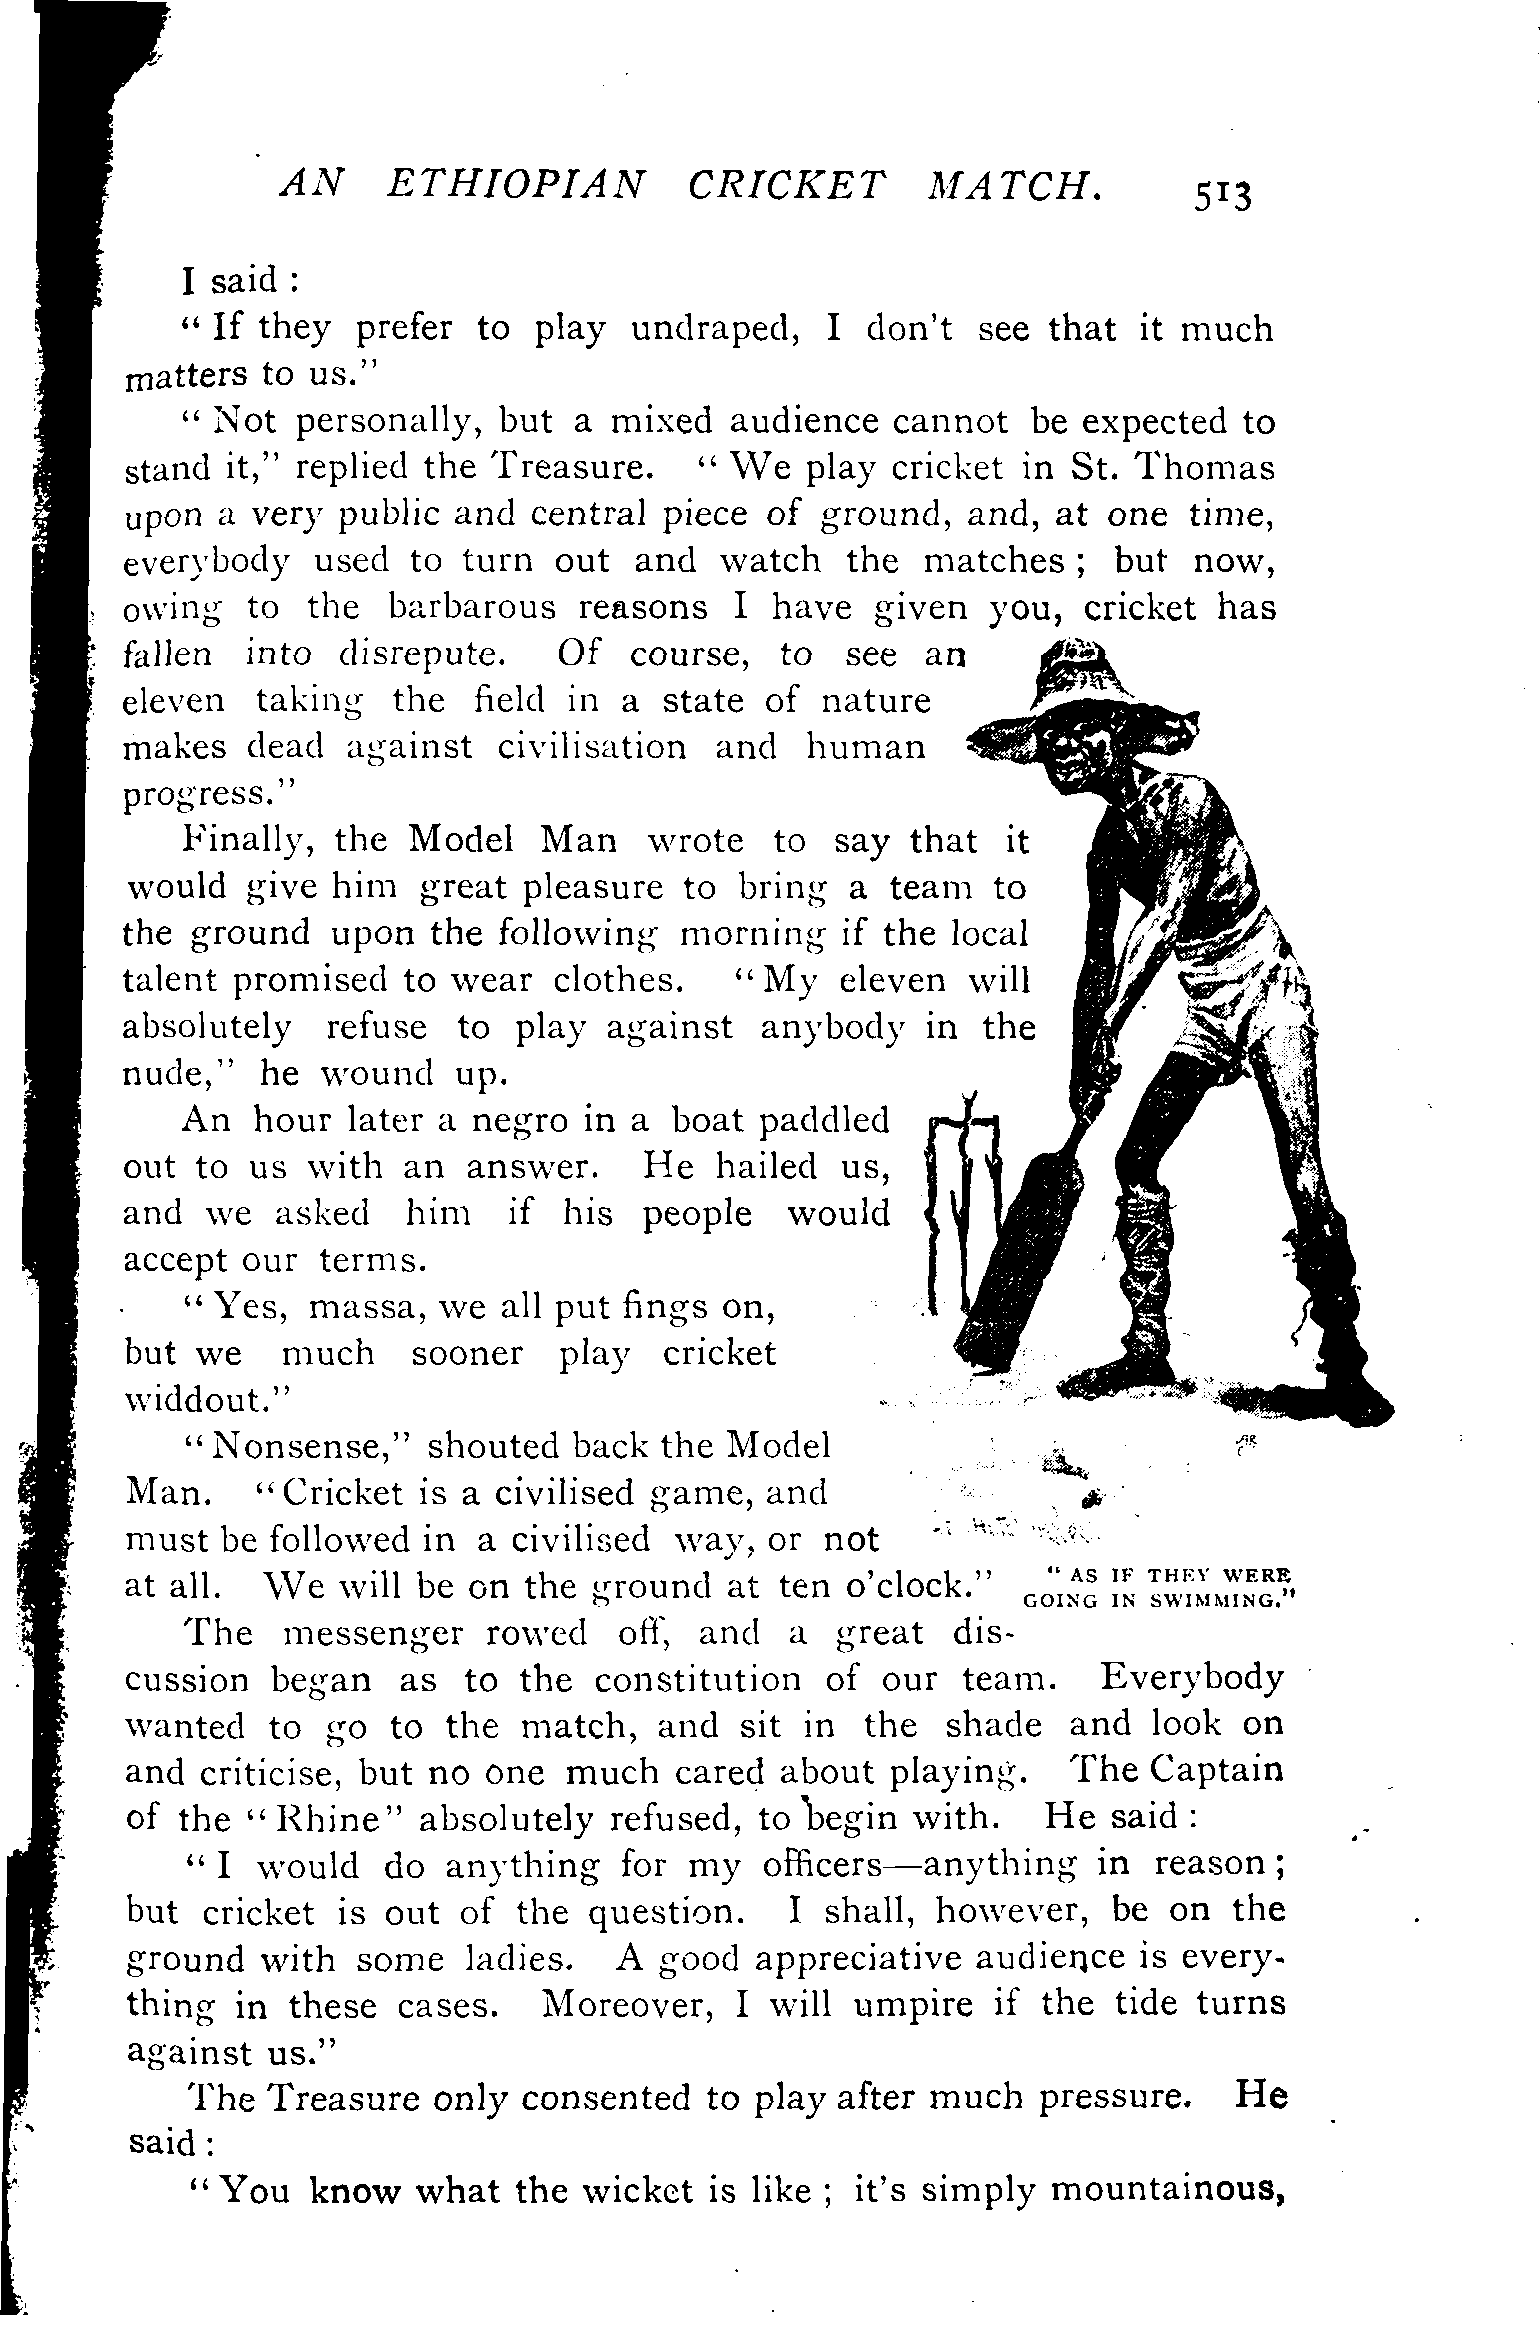 AN ETHIOPIAN CRICKET MATCH. 513
I said :
“ If they prefer to play undraped, I don't see that it much
matters to us.”
“ Not personally, but a mixed audience cannot be expected to
stand it,” replied the Treasure. “ We play cricket in St. Thomas
upon a very public and central piece of ground, and, at one time,
everybody used to turn out and watch the matches ; but now,
owing to the barbarous reasons I have given you, cricket has
fallen into disrepute. Of course, to see an
eleven taking the field in a state of nature
makes dead against civilisation and human
progress.”
Finally, the Model Man wrote to say that it
would give him great pleasure to bring a team to
the ground upon the following morning if the local
talent promised to wear clothes. “ My eleven will
absolutely refuse to play against anybody in the
nude,” he wound up.
An hour later a negro in a boat paddled
out to us with an answer. He hailed us,
and we asked him if his people would
accept our terms.
“ Yes, massa, we all put fings on,
but we much sooner play cricket
widdout.”
“ Nonsense,” shouted back the Model
Man. “ Cricket is a civilised game, and
must be followed in a civilised way, or not
at all. We will be on the ground at ten o'clock.”
“ AS IF THEY WERE
GOING IN SWIMMING.”
The messenger rowed off, and a great dis-
cussion began as to the constitution of our team. Everybody
wanted to go to the match, and sit in the shade and look on
and criticise, but no one much cared about playing. The Captain
of the “ Rhine ” absolutely refused, to begin with. He said :
“ I would do anything for my officers—anything in reason ;
but cricket is out of the question. I shall, however, be on the
ground with some ladies. A good appreciative audience is every-
thing in these cases. Moreover, I will umpire if the tide turns
against us.”
The Treasure only consented to play after much pressure. He
said :
“ You know what the wicket is like ; it's simply mountainous,